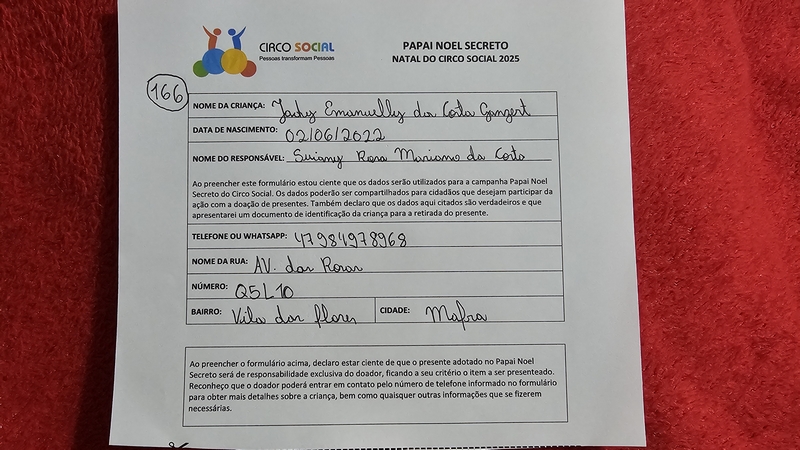 CIRCO SOCIAL
Pessoas transformam Pessoas
PAPAI NOEL SECRETO
NATAL DO CIRCO SOCIAL 2025
166
NOME DA CRIANÇA: Emanuelly da Costa Gonzert
DATA DE NASCIMENTO: 02/06/2022
NOME DO RESPONSÁVEL: Suriany Rosa Mariano da Costa
Ao preencher este formulário estou ciente que os dados serão utilizados para a campanha Papai Noel
Secreto do Circo Social. Os dados poderão ser compartilhados para cidadãos que desejam participar da
ação com a doação de presentes. Também declaro que os dados aqui citados são verdadeiros e que
apresentarei um documento de identificação da criança para a retirada do presente.
TELEFONE OU WHATSAPP: 47984978968
NOME DA RUA: AV. das Rosas
NÚMERO: Q5L10
BAIRRO: Vila das flores CIDADE: Mafra
Ao preencher o formulário acima, declaro estar ciente de que o presente adotado no Papai Noel
Secreto será de responsabilidade exclusiva do doador, ficando a seu critério o item a ser presenteado.
Reconheço que o doador poderá entrar em contato pelo número de telefone informado no formulário
para obter mais detalhes sobre a criança, bem como quaisquer outras informações que se fizerem
necessárias.